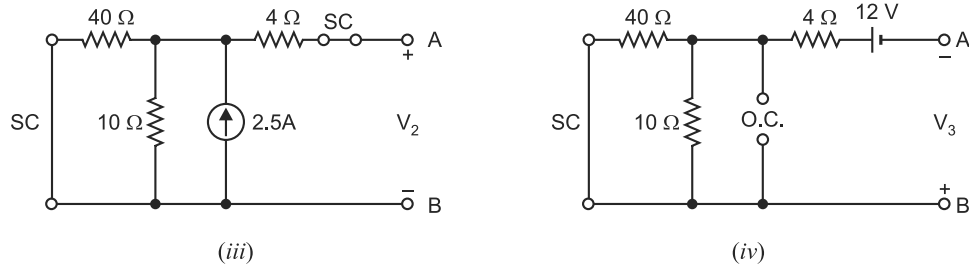 40 Ω 4 Ω SC A
+
SC 10 Ω 2.5A V2
– B
(iii)
40 Ω 4 Ω 12 V A
–
SC 10 Ω O.C. V3
+
B
(iv)